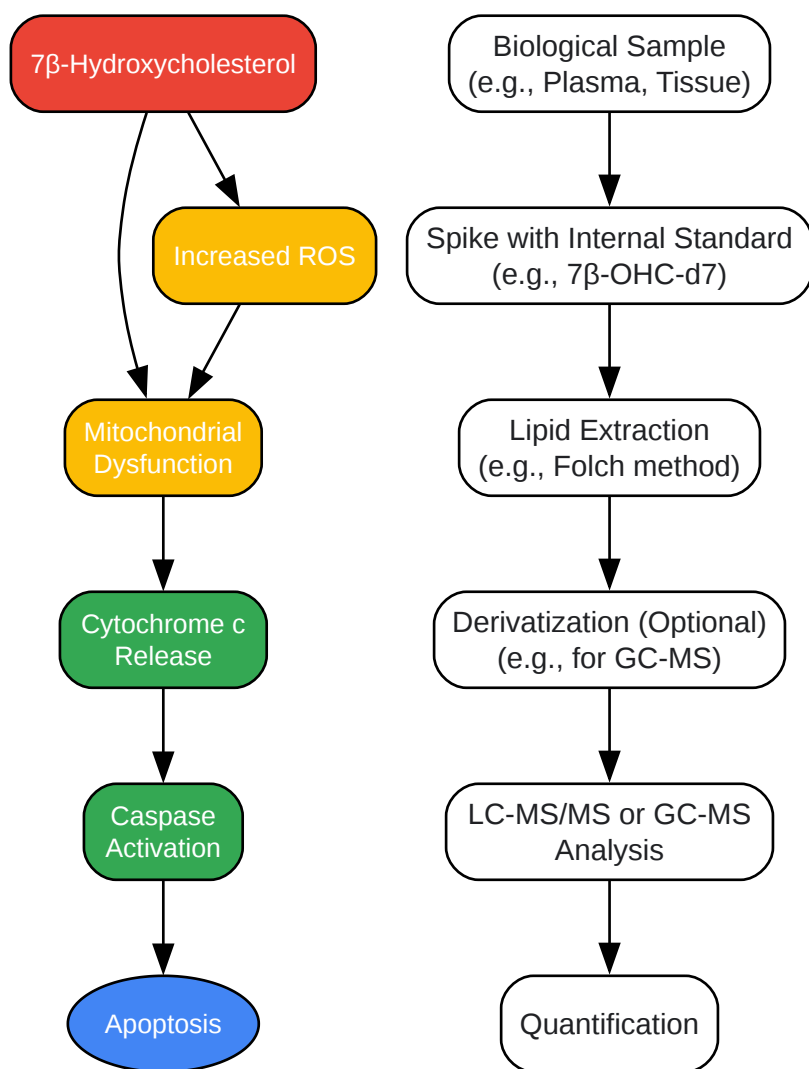 7β-Hydroxycholesterol
Increased ROS
Mitochondrial
Dysfunction
Cytochrome c
Release
Caspase
Activation
Apoptosis
Biological Sample
(e.g., Plasma, Tissue)
Spike with Internal Standard
(e.g., 7β-OHC-d7)
Lipid Extraction
(e.g., Folch method)
Derivatization (Optional)
(e.g., for GC-MS)
LC-MS/MS or GC-MS
Analysis
Quantification